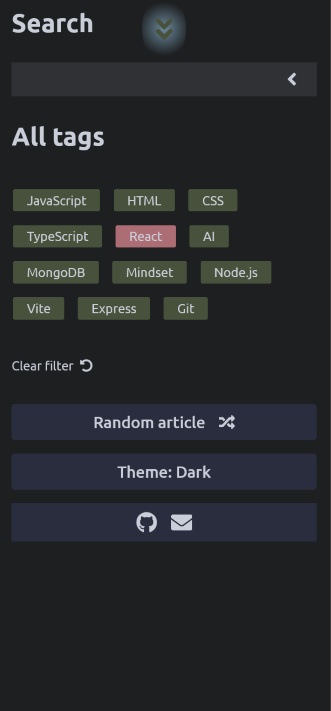 Search
All tags
JavaScript HTML CSS
TypeScript React AI
MongoDB Mindset Node.js
Vite Express Git
Clear filter
Random article
Theme: Dark